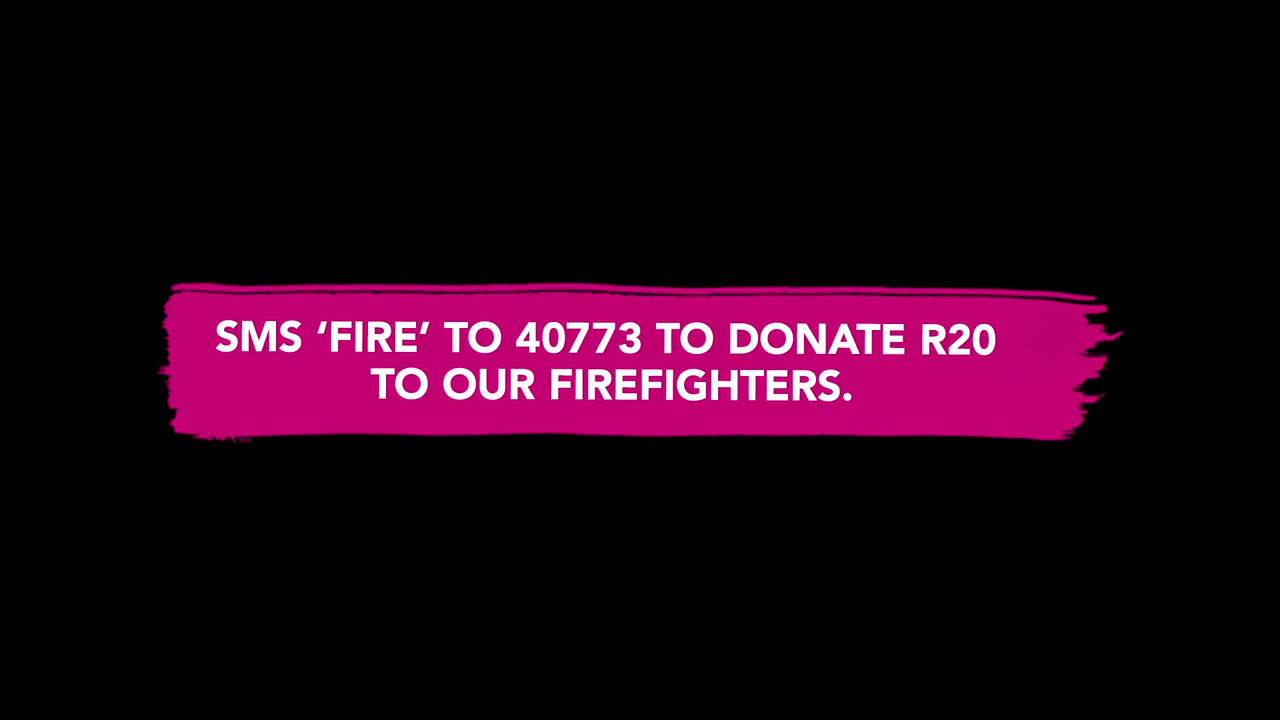 SMS ‘FIRE’ TO 40773 TO DONATE R20
TO OUR FIREFIGHTERS.